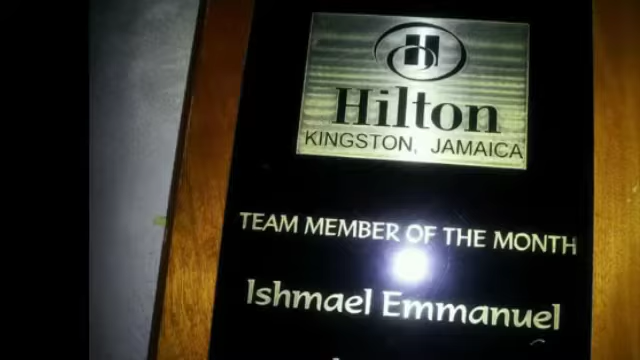 H
Hilton
KINGSTON, JAMAICA
TEAM MEMBER OF THE MONTH
Ishmael Emmanuel